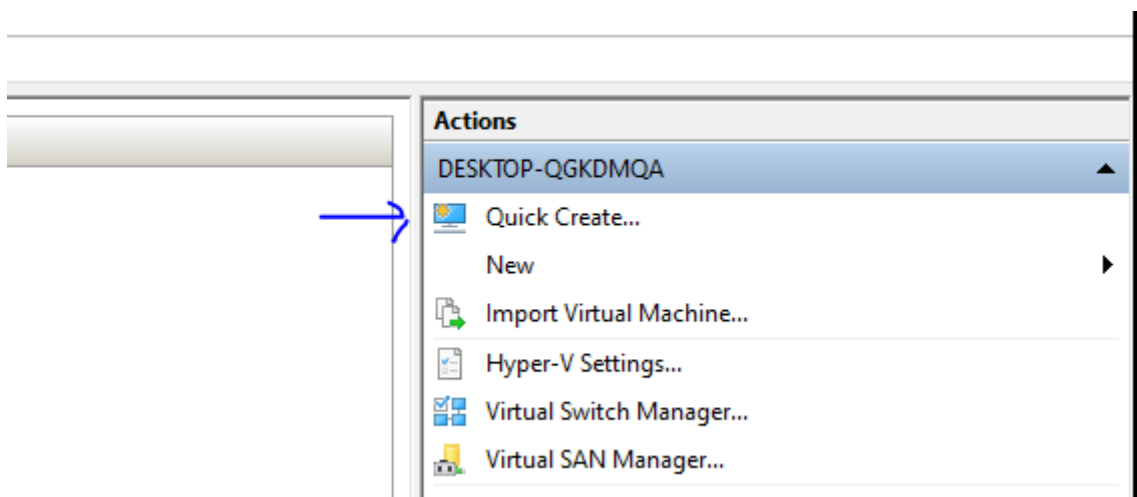 Actions
DESKTOP-QGKDMQA
Quick Create...
New
Import Virtual Machine...
Hyper-V Settings...
Virtual Switch Manager...
Virtual SAN Manager...